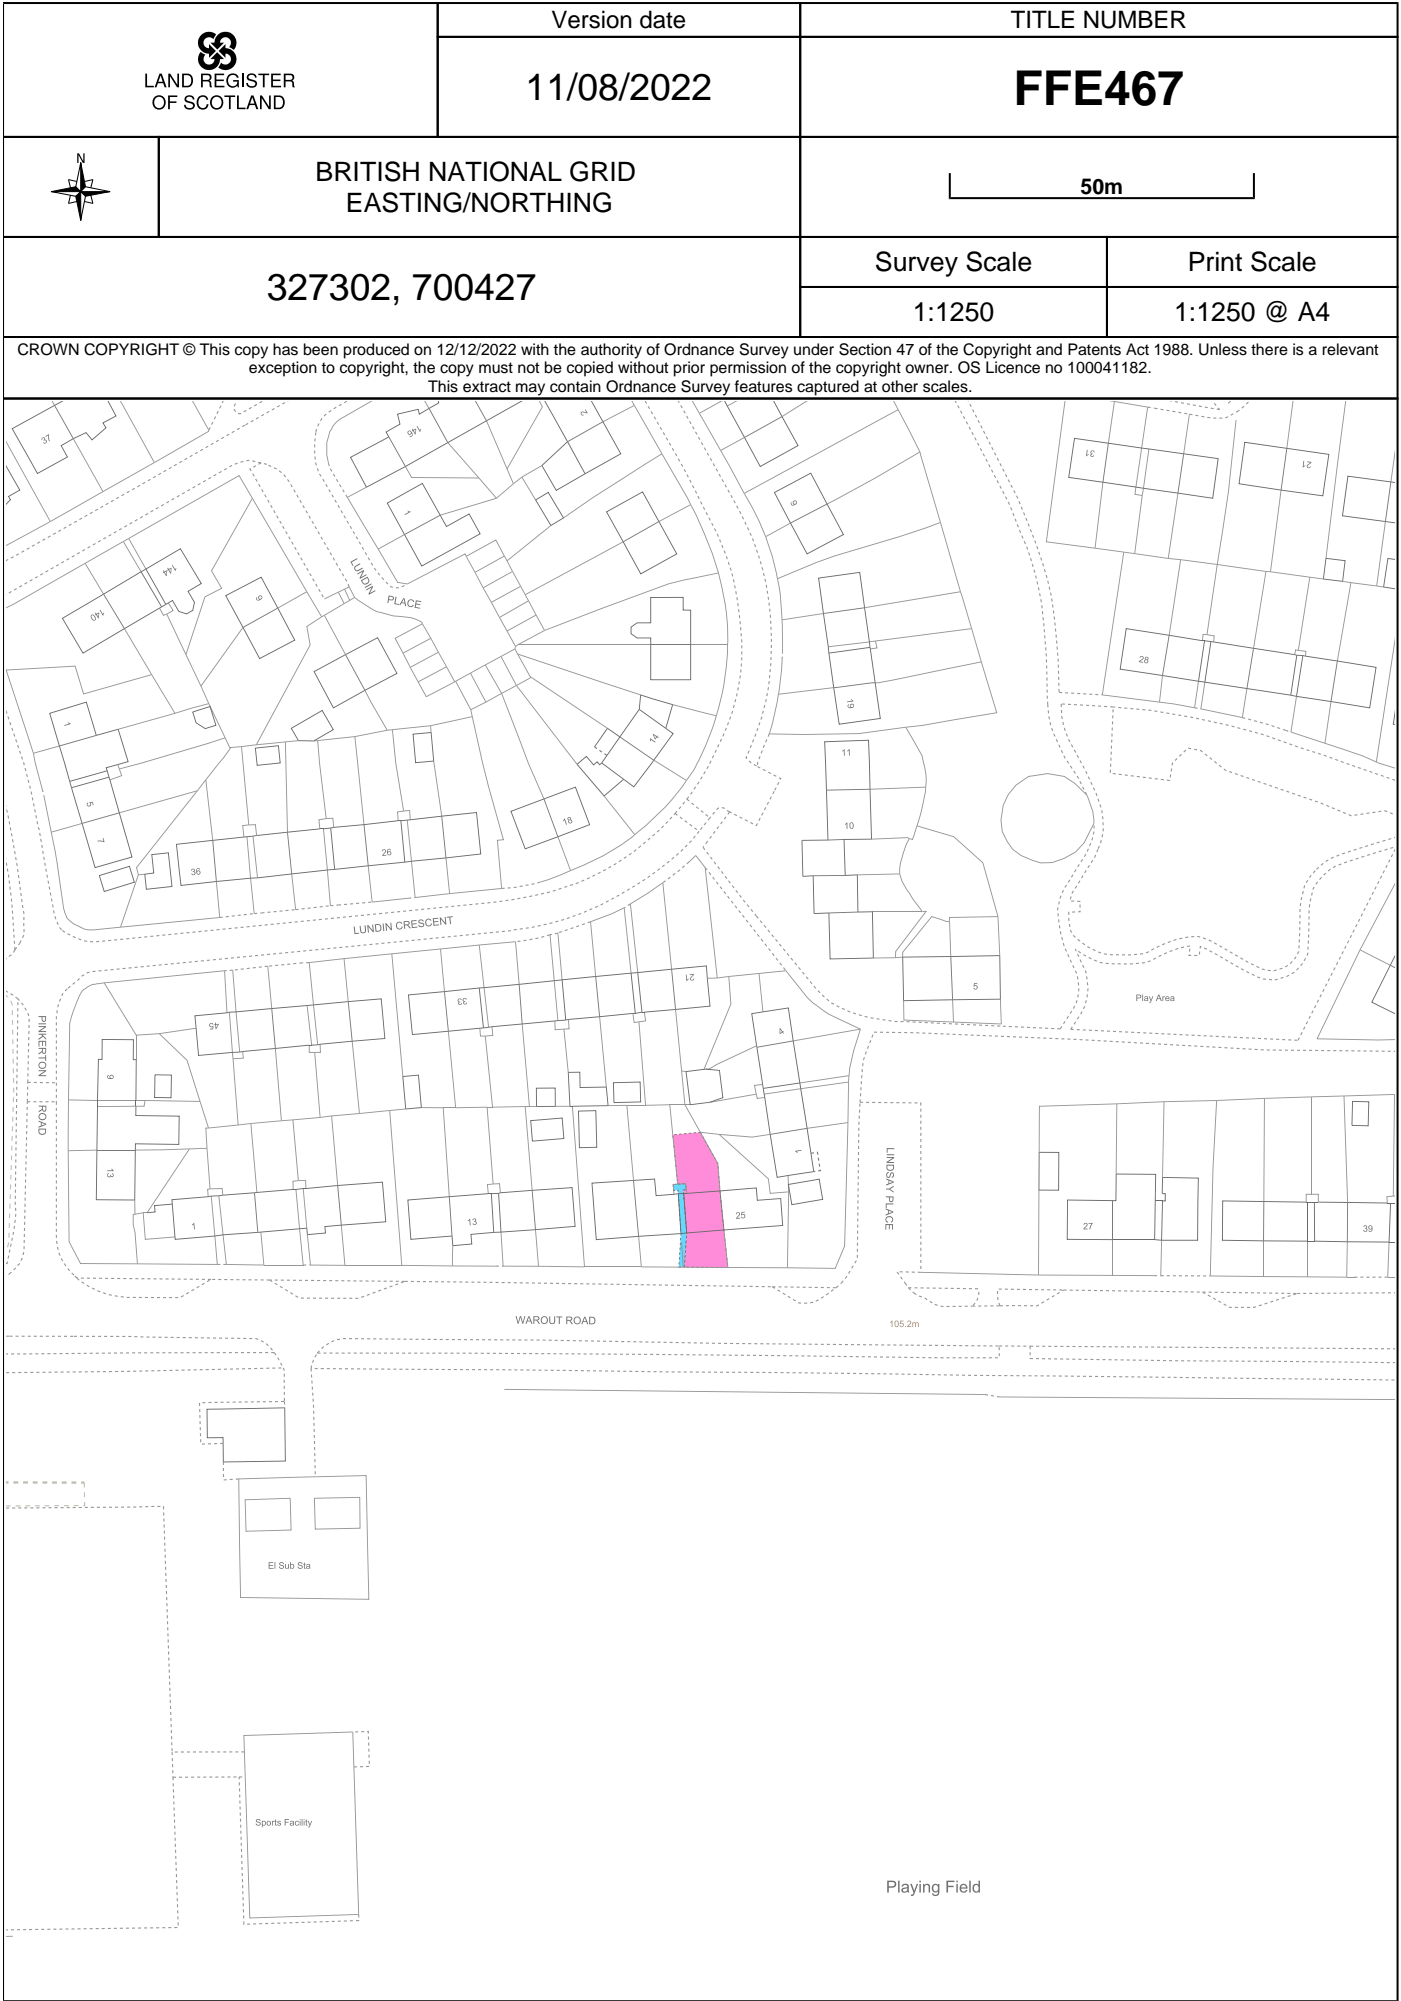 LAND REGISTER
OF SCOTLAND
Version date
11/08/2022
TITLE NUMBER
FFE467
N
BRITISH NATIONAL GRID
EASTING/NORTHING
50m
327302, 700427
Survey Scale
1:1250
Print Scale
1:1250 @ A4
CROWN COPYRIGHT © This copy has been produced on 12/12/2022 with the authority of Ordnance Survey under Section 47 of the Copyright and Patents Act 1988. Unless there is a relevant
exception to copyright, the copy must not be copied without prior permission of the copyright owner. OS Licence no 100041182.
This extract may contain Ordnance Survey features captured at other scales.
37
146
2
31
21
1
9
144
140
9
LUNDIN
PLACE
28
19
1
14
11
5
7
18
10
36
26
LUNDIN CRESCENT
21
33
5
Play Area
45
4
PINKERTON
ROAD
9
13
1
LINDSAY PLACE
1
13
25
27
39
WAROUT ROAD
105.2m
El Sub Sta
Sports Facility
Playing Field